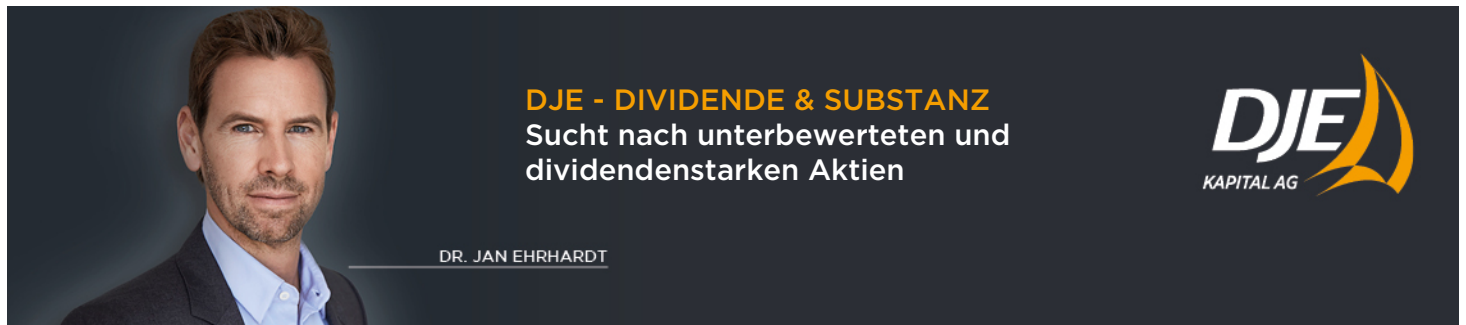 DJE - DIVIDENDE & SUBSTANZ
Sucht nach unterbewerteten und
dividendenstarken Aktien
DR. JAN EHRHARDT
DJE
KAPITAL AG